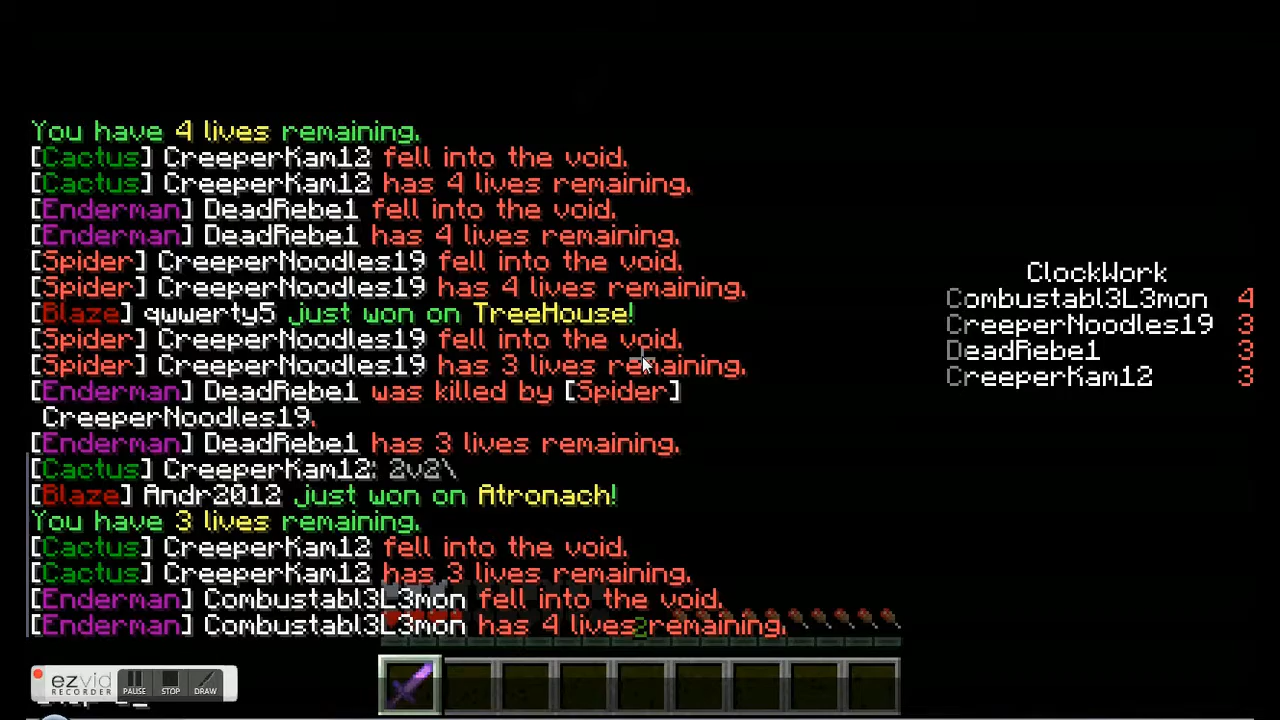 You have 4 lives remaining.
[Cactus] CreeperKam12 fell into the void.
[Cactus] CreeperKam12 has 4 lives remaining.
[Enderman] DeadRebe1 fell into the void.
[Enderman] DeadRebe1 has 4 lives remaining.
[Spider] CreeperNoodles19 fell into the void.
[Spider] CreeperNoodles19 has 4 lives remaining.
[Blaze] qwwerty5 just won on TreeHouse!
[Spider] CreeperNoodles19 fell into the void.
[Spider] CreeperNoodles19 has 3 lives remaining.
[Enderman] DeadRebe1 was killed by [Spider]
CreeperNoodles19.
[Enderman] DeadRebe1 has 3 lives remaining.
[Cactus] CreeperKam12: 2v2\
[Blaze] Andr2012 just won on Atronach!
You have 3 lives remaining.
[Cactus] CreeperKam12 fell into the void.
[Cactus] CreeperKam12 has 3 lives remaining.
[Enderman] Combustabl3L3mon fell into the void.
[Enderman] Combustabl3L3mon has 4 lives remaining.
2
ClockWork
Combustabl3L3mon 4
CreeperNoodles19 3
DeadRebe1 3
CreeperKam12 3
ezvid
RECORDER
PAUSE STOP DRAW